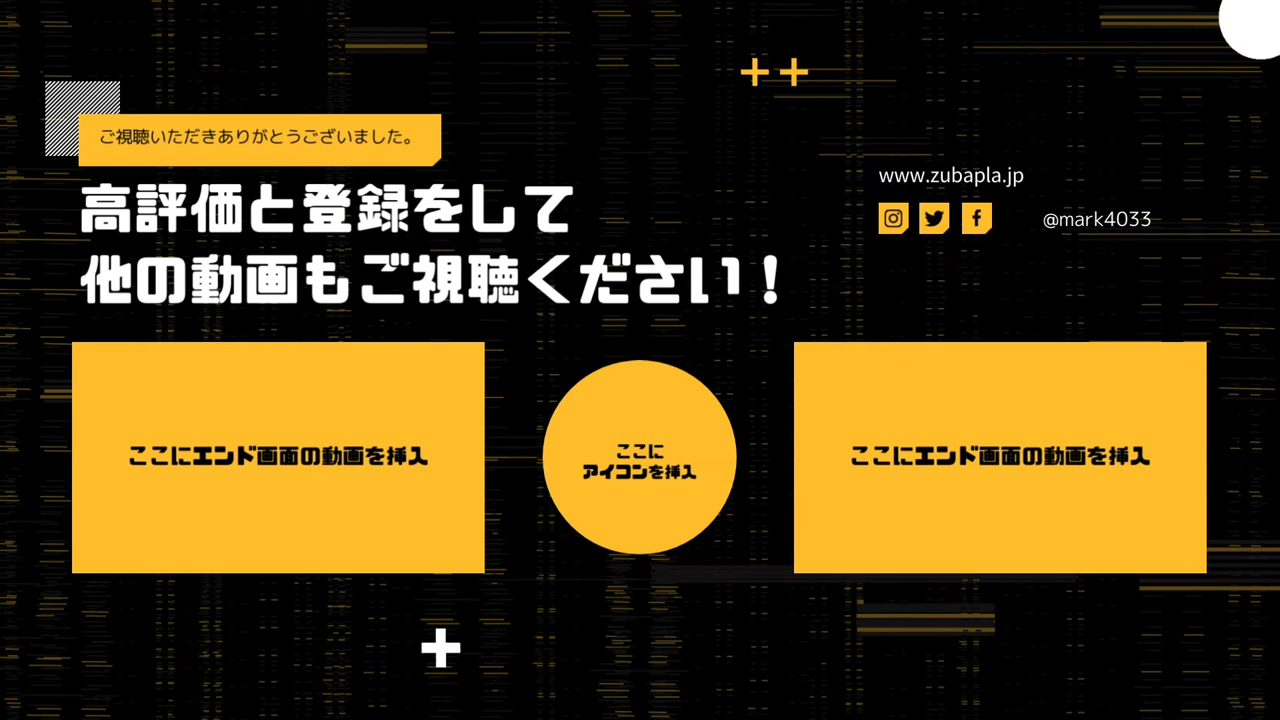 ご視聴いただきありがとうございました。
高評価と登録をして
他の動画もご視聴ください！
www.zubapla.jp
@mark4033
ここにエンド画面の動画を挿入
ここに
アイコンを挿入
ここにエンド画面の動画を挿入